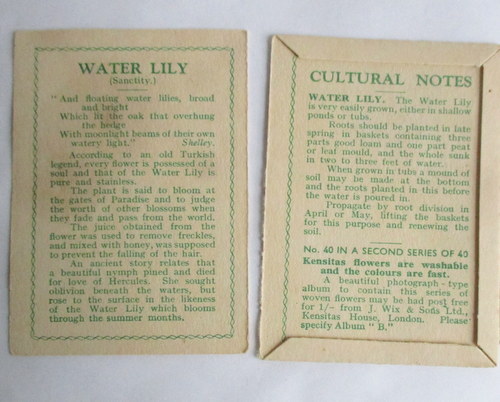 WATER LILY
(Sanctity.)
"And floating water lilies, broad
and bright
Which lit the oak that overhung
the hedge
With moonlight beams of their own
watery light." Shelley.
According to an old Turkish
legend, every flower is possessed of a
soul and that of the Water Lily is
pure and stainless.
The plant is said to bloom at
the gates of Paradise and to judge
the worth of other blossoms when
they fade and pass from the world.
The juice obtained from the
flower was used to remove freckles,
and mixed with honey, was supposed
to prevent the falling of the hair.
An ancient story relates that
a beautiful nymph pined and died
for love of Hercules. She sought
oblivion beneath the waters, but
rose to the surface in the likeness
of the Water Lily which blooms
through the summer months.
CULTURAL NOTES
WATER LILY. The Water Lily
is very easily grown, either in shallow
ponds or tubs.
Roots should be planted in late
spring in baskets containing three
parts good loam and one part peat
or leaf mould, and the whole sunk
in two to three feet of water.
When grown in tubs a mound of
soil may be made at the bottom
and the roots planted in this before
the water is poured in.
Propagate by root division in
April or May, lifting the baskets
for this purpose and renewing the
soil.
No. 40 IN A SECOND SERIES OF 40
Kensitas flowers are washable
and the colours are fast.
A beautiful photograph-type
album to contain this series of
woven flowers may be had post free
for 1/- from J. Wix & Sons Ltd.,
Kensitas House, London. Please
specify Album "B."